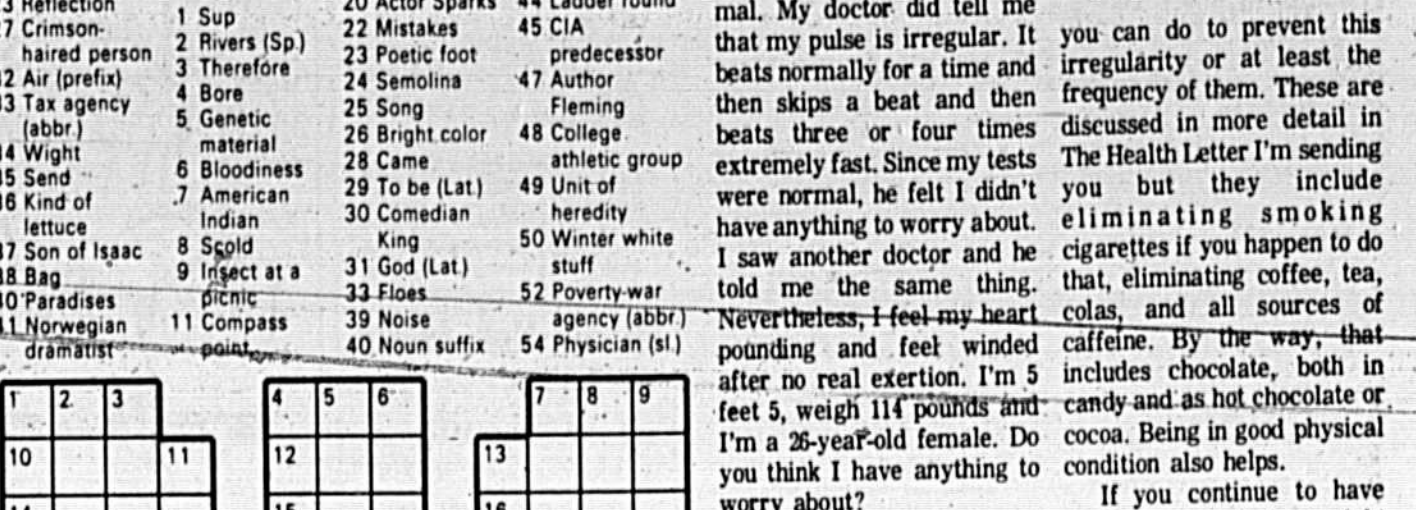 Reflection
Crimson-
haired person
Air (prefix)
Tax agency
(abbr.)
Wight
Send
Kind of
lettuce
Son of Isaac
Bag
Paradises
Norwegian
dramatist
1 Sup
2 Rivers (Sp.)
3 Therefore
4 Bore
5 Genetic
material
6 Bloodiness
7 American
Indian
8 Scold
9 Insect at a
picnic
11 Compass
point
20 Actor Sparks
22 Mistakes
23 Poetic foot
24 Semolina
25 Song
26 Bright color
28 Came
29 To be (Lat.)
30 Comedian
King
31 God (Lat.)
33 Floes
39 Noise
40 Noun suffix
44 Ladder round
45 CIA
predecessor
47 Author
Fleming
48 College
athletic group
49 Unit of
heredity
50 Winter white
stuff
52 Poverty-war
agency (abbr.)
54 Physician (sl.)
1 2 3 4 5 6 7 8 9
10 11 12 13
mal. My doctor did tell me
that my pulse is irregular. It
beats normally for a time and
then skips a beat and then
beats three or four times
extremely fast. Since my tests
were normal, he felt I didn't
have anything to worry about.
I saw another doctor and he
told me the same thing.
Nevertheless, I feel my heart
pounding and feel winded
after no real exertion. I'm 5
feet 5, weigh 114 pounds and
I'm a 26-year-old female. Do
you think I have anything to
worry about?
you can do to prevent this
irregularity or at least the
frequency of them. These are
discussed in more detail in
The Health Letter I'm sending
you but they include
eliminating smoking
cigarettes if you happen to do
that, eliminating coffee, tea,
colas, and all sources of
caffeine. By the way, that
includes chocolate, both in
candy and as hot chocolate or
cocoa. Being in good physical
condition also helps.
If you continue to have